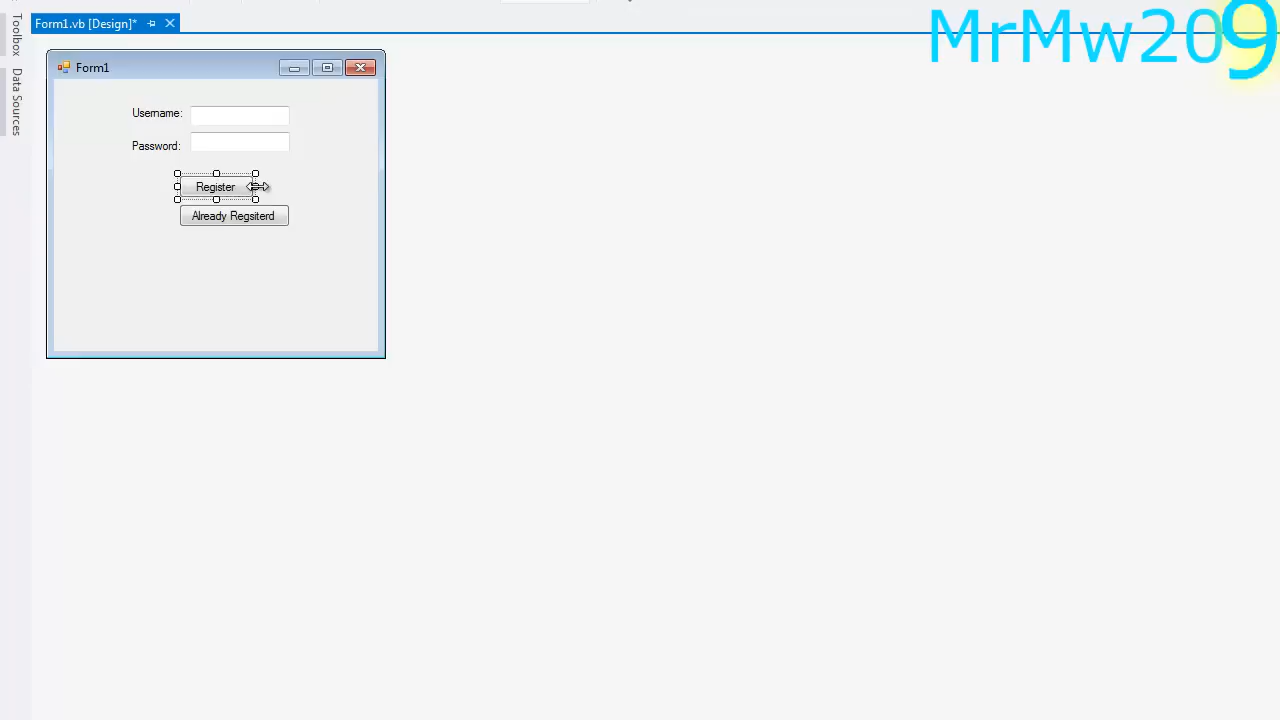 MrMw209
Form1.vb [Design]*
Toolbox
Data Sources
Form1
Username:
Password:
Register
Already Regsiterd